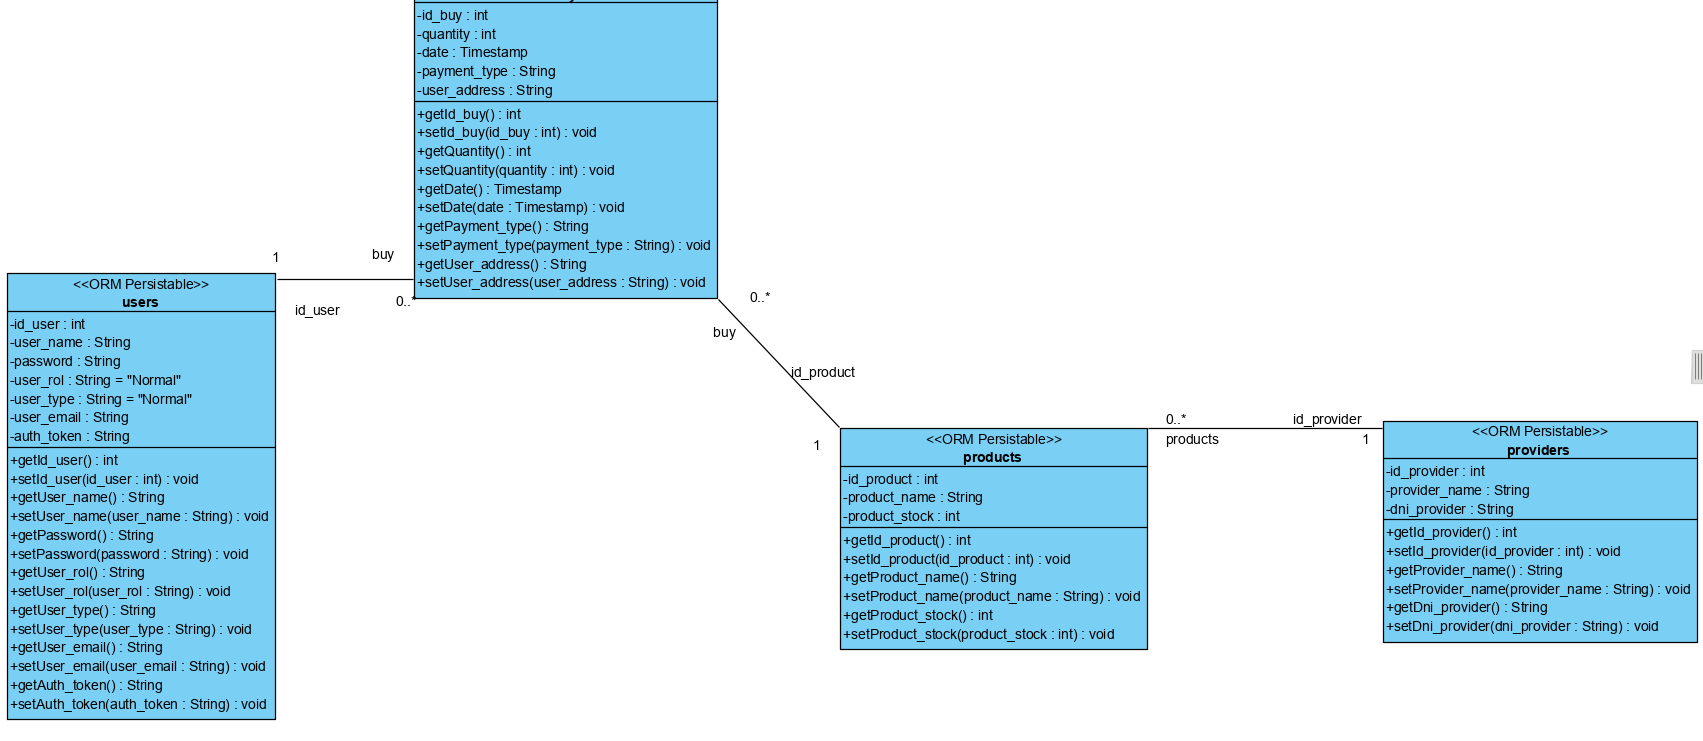 -id_buy : int
-quantity : int
-date : Timestamp
-payment_type : String
-user_address : String
+getId_buy() : int
+setId_buy(id_buy : int) : void
+getQuantity() : int
+setQuantity(quantity : int) : void
+getDate() : Timestamp
+setDate(date : Timestamp) : void
+getPayment_type() : String
+setPayment_type(payment_type : String) : void
+getUser_address() : String
+setUser_address(user_address : String) : void
1
buy
id_user
0..*
<<ORM Persistable>>
users
-id_user : int
-user_name : String
-password : String
-user_rol : String = "Normal"
-user_type : String = "Normal"
-user_email : String
-auth_token : String
+getId_user() : int
+setId_user(id_user : int) : void
+getUser_name() : String
+setUser_name(user_name : String) : void
+getPassword() : String
+setPassword(password : String) : void
+getUser_rol() : String
+setUser_rol(user_rol : String) : void
+getUser_type() : String
+setUser_type(user_type : String) : void
+getUser_email() : String
+setUser_email(user_email : String) : void
+getAuth_token() : String
+setAuth_token(auth_token : String) : void
0..*
buy
id_product
1
<<ORM Persistable>>
products
-id_product : int
-product_name : String
-product_stock : int
+getId_product() : int
+setId_product(id_product : int) : void
+getProduct_name() : String
+setProduct_name(product_name : String) : void
+getProduct_stock() : int
+setProduct_stock(product_stock : int) : void
0..*
products
id_provider
1
<<ORM Persistable>>
providers
-id_provider : int
-provider_name : String
-dni_provider : String
+getId_provider() : int
+setId_provider(id_provider : int) : void
+getProvider_name() : String
+setProvider_name(provider_name : String) : void
+getDni_provider() : String
+setDni_provider(dni_provider : String) : void